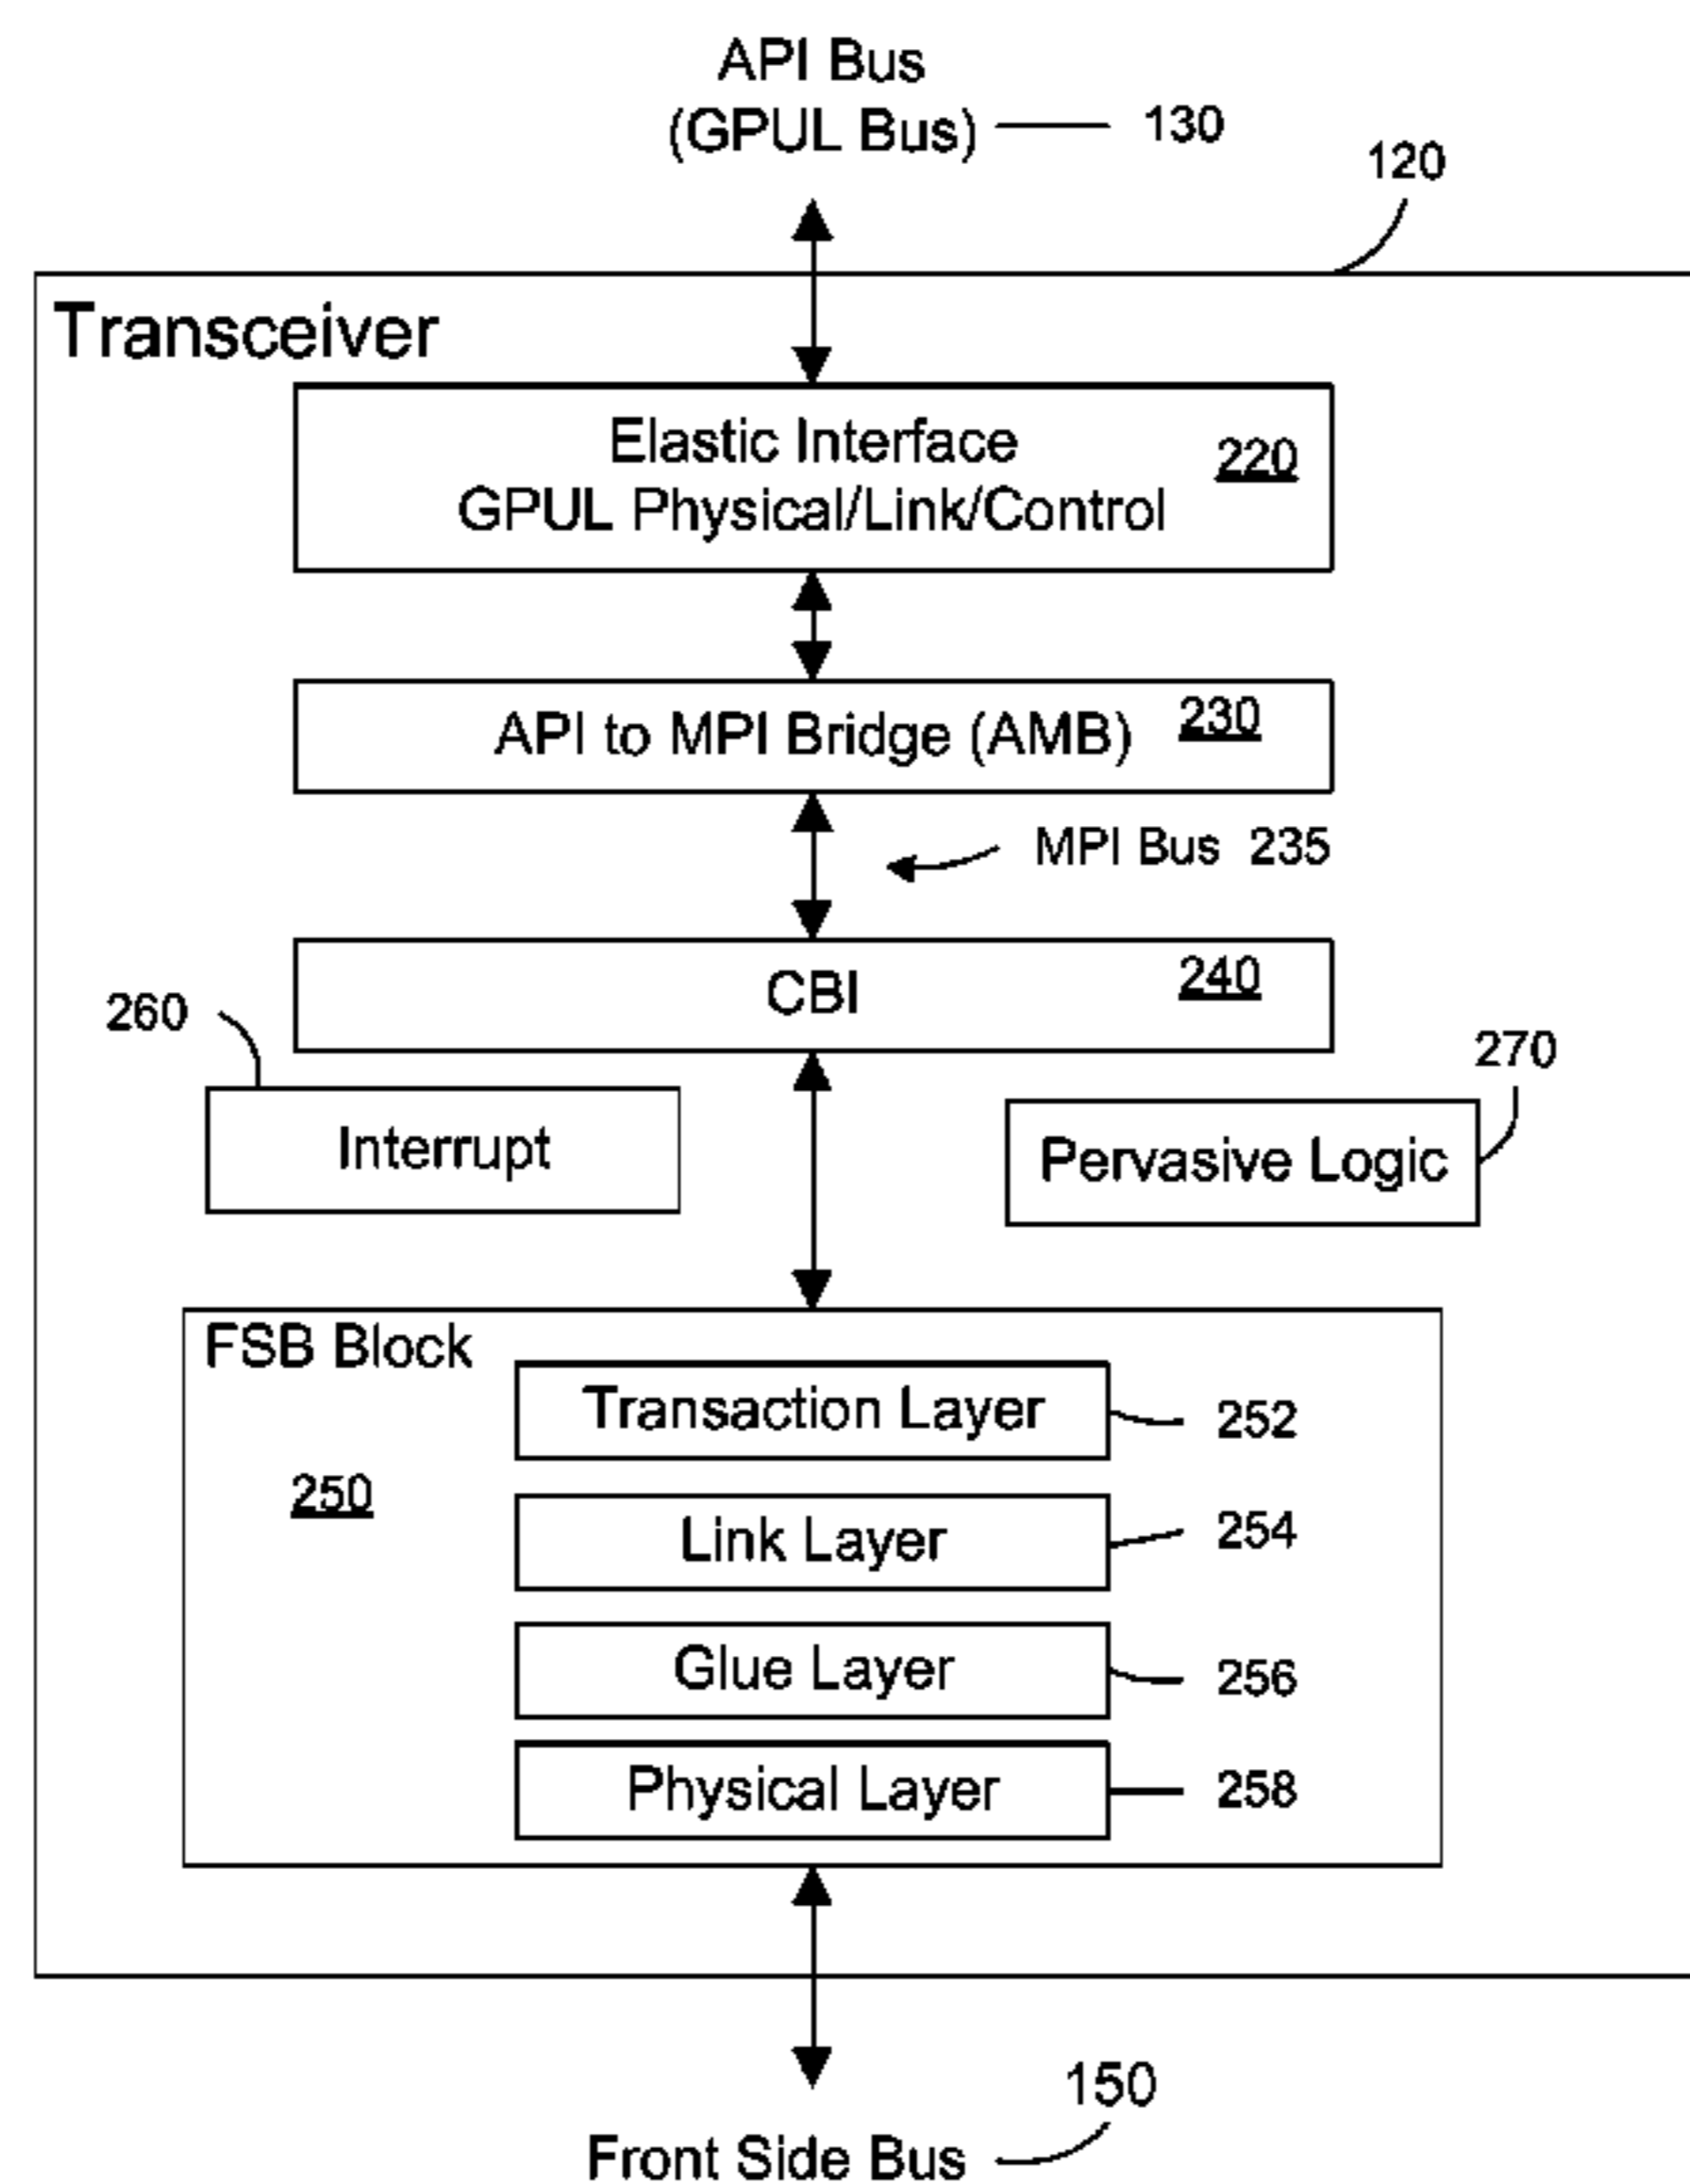 API Bus
(GPUL Bus) 130
120
Transceiver
Elastic Interface 220
GPUL Physical/Link/Control
API to MPI Bridge (AMB) 230
MPI Bus 235
CBI 240
260
270
Interrupt
Pervasive Logic
FSB Block
Transaction Layer 252
250
Link Layer 254
Glue Layer 256
Physical Layer 258
150
Front Side Bus